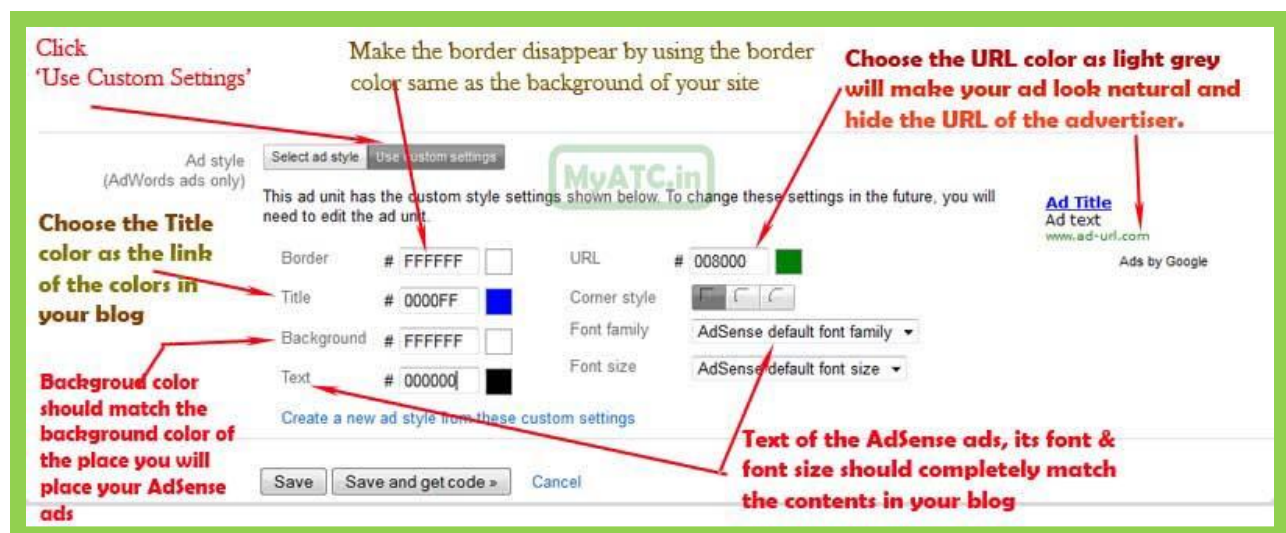 Click
'Use Custom Settings'
Make the border disappear by using the border
color same as the background of your site
Choose the URL color as light grey
will make your ad look natural and
hide the URL of the advertiser.
Ad style
(AdWords ads only)
Select ad style Use custom settings
MyATC.in
This ad unit has the custom style settings shown below. To change these settings in the future, you will
need to edit the ad unit.
Ad Title
Ad text
www.ad-url.com
Ads by Google
Choose the Title
color as the link
of the colors in
your blog
Border # FFFFFF
URL # 008000
Title # 0000FF
Corner style
Background # FFFFFF
Font family AdSense default font family
Text # 000000
Font size AdSense default font size
Create a new ad style from these custom settings
Backgroud color
should match the
background color of
the place you will
place your AdSense
ads
Text of the AdSense ads, its font &
font size should completely match
the contents in your blog
Save Save and get code » Cancel